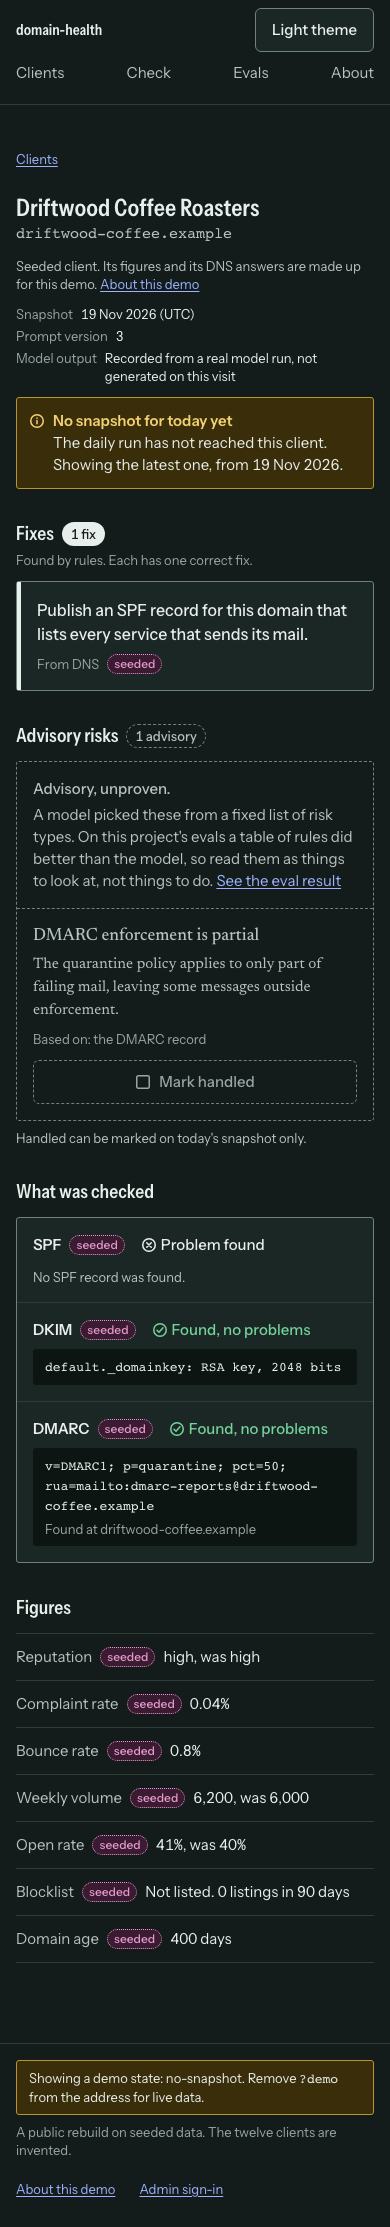 domain-health
Light theme
Clients
Check
Evals
About
Clients
Driftwood Coffee Roasters
driftwood-coffee.example
Seeded client. Its figures and its DNS answers are made up
for this demo. About this demo
Snapshot 19 Nov 2026 (UTC)
Prompt version 3
Model output Recorded from a real model run, not
generated on this visit
No snapshot for today yet
The daily run has not reached this client.
Showing the latest one, from 19 Nov 2026.
Fixes 1 fix
Found by rules. Each has one correct fix.
Publish an SPF record for this domain that
lists every service that sends its mail.
From DNS seeded
Advisory risks 1 advisory
Advisory, unproven.
A model picked these from a fixed list of risk
types. On this project's evals a table of rules did
better than the model, so read them as things
to look at, not things to do. See the eval result
DMARC enforcement is partial
The quarantine policy applies to only part of
failing mail, leaving some messages outside
enforcement.
Based on: the DMARC record
Mark handled
Handled can be marked on today's snapshot only.
What was checked
SPF seeded Problem found
No SPF record was found.
DKIM seeded Found, no problems
default._domainkey: RSA key, 2048 bits
DMARC seeded Found, no problems
v=DMARC1; p=quarantine; pct=50;
rua=mailto:dmarc-reports@driftwood-
coffee.example
Found at driftwood-coffee.example
Figures
Reputation seeded high, was high
Complaint rate seeded 0.04%
Bounce rate seeded 0.8%
Weekly volume seeded 6,200, was 6,000
Open rate seeded 41%, was 40%
Blocklist seeded Not listed. 0 listings in 90 days
Domain age seeded 400 days
Showing a demo state: no-snapshot. Remove ?demo
from the address for live data.
A public rebuild on seeded data. The twelve clients are
invented.
About this demo
Admin sign-in